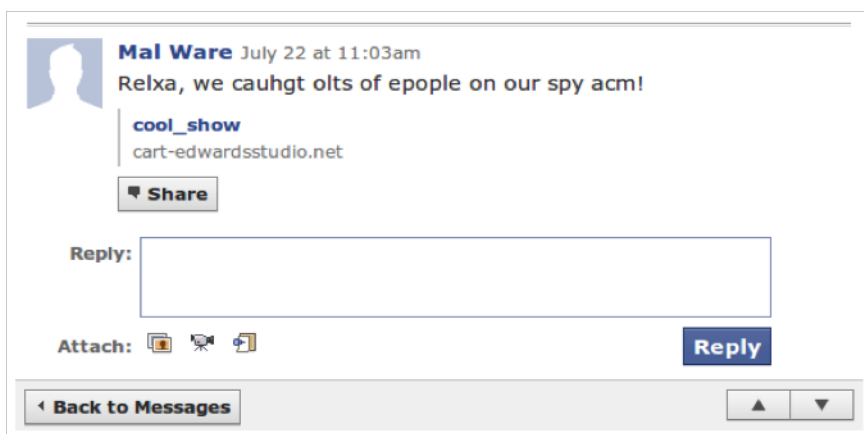 Mal Ware July 22 at 11:03am
Relxa, we cauhgt olts of epople on our spy acm!
cool_show
cart-edwardsstudio.net
Share
Reply:
Attach:
Reply
Back to Messages